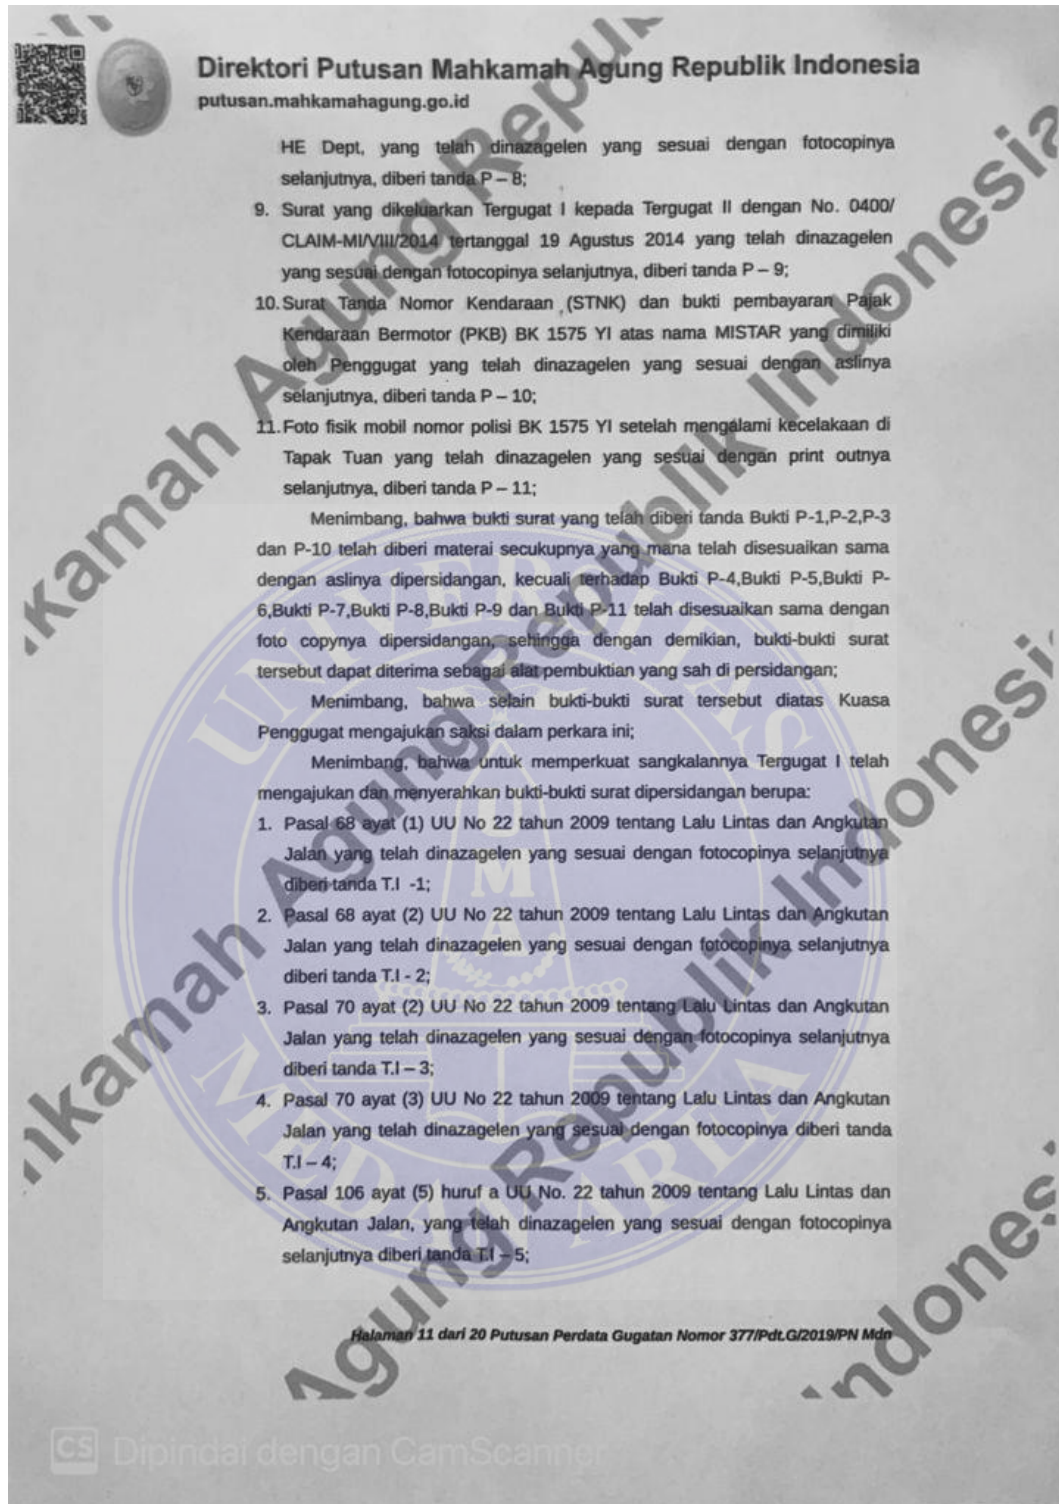 Direktori Putusan Mahkamah Agung Republik Indonesia
putusan.mahkamahagung.go.id
HE Dept, yang telah dinazagelen yang sesuai dengan fotocopinya
selanjutnya, diberi tanda P – 8;
9. Surat yang dikeluarkan Tergugat I kepada Tergugat II dengan No. 0400/
CLAIM-MI/VIII/2014 tertanggal 19 Agustus 2014 yang telah dinazagelen
yang sesuai dengan fotocopinya selanjutnya, diberi tanda P – 9;
10. Surat Tanda Nomor Kendaraan (STNK) dan bukti pembayaran Pajak
Kendaraan Bermotor (PKB) BK 1575 YI atas nama MISTAR yang dimiliki
oleh Penggugat yang telah dinazagelen yang sesuai dengan aslinya
selanjutnya, diberi tanda P – 10;
11. Foto fisik mobil nomor polisi BK 1575 YI setelah mengalami kecelakaan di
Tapak Tuan yang telah dinazagelen yang sesuai dengan print outnya
selanjutnya, diberi tanda P – 11;
Menimbang, bahwa bukti surat yang telah diberi tanda Bukti P-1,P-2,P-3
dan P-10 telah diberi materai secukupnya yang mana telah disesuaikan sama
dengan aslinya dipersidangan, kecuali terhadap Bukti P-4,Bukti P-5,Bukti P-
6,Bukti P-7,Bukti P-8,Bukti P-9 dan Bukti P-11 telah disesuaikan sama dengan
foto copynya dipersidangan, sehingga dengan demikian, bukti-bukti surat
tersebut dapat diterima sebagai alat pembuktian yang sah di persidangan;
Menimbang, bahwa selain bukti-bukti surat tersebut diatas Kuasa
Penggugat mengajukan saksi dalam perkara ini;
Menimbang, bahwa untuk memperkuat sangkalannya Tergugat I telah
mengajukan dan menyerahkan bukti-bukti surat dipersidangan berupa:
1. Pasal 68 ayat (1) UU No 22 tahun 2009 tentang Lalu Lintas dan Angkutan
Jalan yang telah dinazagelen yang sesuai dengan fotocopinya selanjutnya
diberi tanda T.I -1;
2. Pasal 68 ayat (2) UU No 22 tahun 2009 tentang Lalu Lintas dan Angkutan
Jalan yang telah dinazagelen yang sesuai dengan fotocopinya selanjutnya
diberi tanda T.I - 2;
3. Pasal 70 ayat (2) UU No 22 tahun 2009 tentang Lalu Lintas dan Angkutan
Jalan yang telah dinazagelen yang sesuai dengan fotocopinya selanjutnya
diberi tanda T.I – 3;
4. Pasal 70 ayat (3) UU No 22 tahun 2009 tentang Lalu Lintas dan Angkutan
Jalan yang telah dinazagelen yang sesuai dengan fotocopinya diberi tanda
T.I – 4;
5. Pasal 106 ayat (5) huruf a UU No. 22 tahun 2009 tentang Lalu Lintas dan
Angkutan Jalan, yang telah dinazagelen yang sesuai dengan fotocopinya
selanjutnya diberi tanda T.I – 5;
Halaman 11 dari 20 Putusan Perdata Gugatan Nomor 377/Pdt.G/2019/PN Mdn
CS Dipindai dengan CamScanner
UNIVERSITAS
MEDAN AREA
UMA
Agung Republik Indonesia
kamah Agung Republik Indonesia
Agung Republik Indonesia